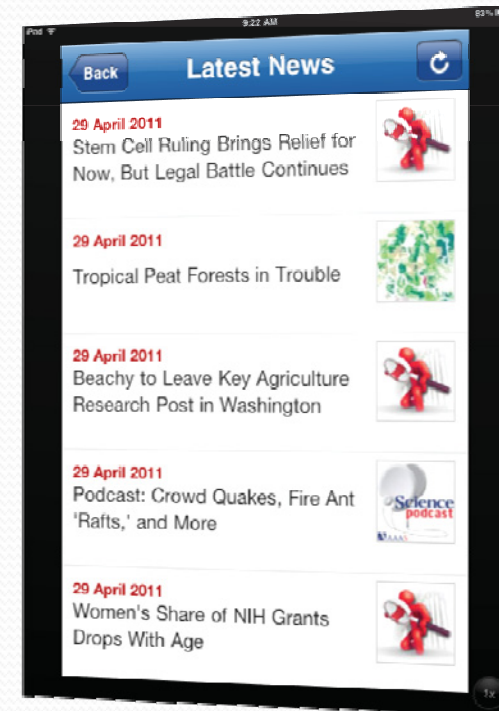 iPad
9:22 AM
83%
Back
Latest News
29 April 2011
Stem Cell Ruling Brings Relief for
Now, But Legal Battle Continues
29 April 2011
Tropical Peat Forests in Trouble
29 April 2011
Beachy to Leave Key Agriculture
Research Post in Washington
29 April 2011
Podcast: Crowd Quakes, Fire Ant
'Rafts,' and More
Science
podcast
AAAS
29 April 2011
Women's Share of NIH Grants
Drops With Age
1x